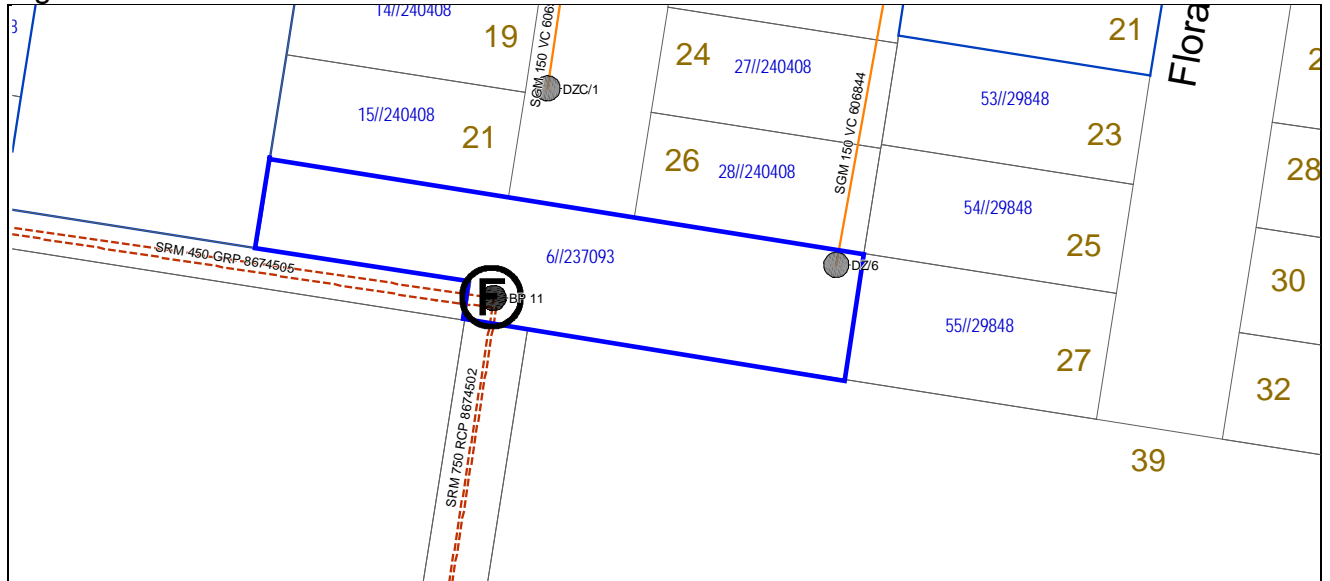 14//240408
19
SGM 150 VC 606
DZC/1
24
27//240408
SGM 150 VC 606844
21
Flora
53//29848
23
15//240408
21
26
28//240408
28
54//29848
25
SRM 450 GRP 8674505
6//237093
DZ/6
30
F
BP 11
55//29848
27
32
SRM 750 RCP 8674502
39